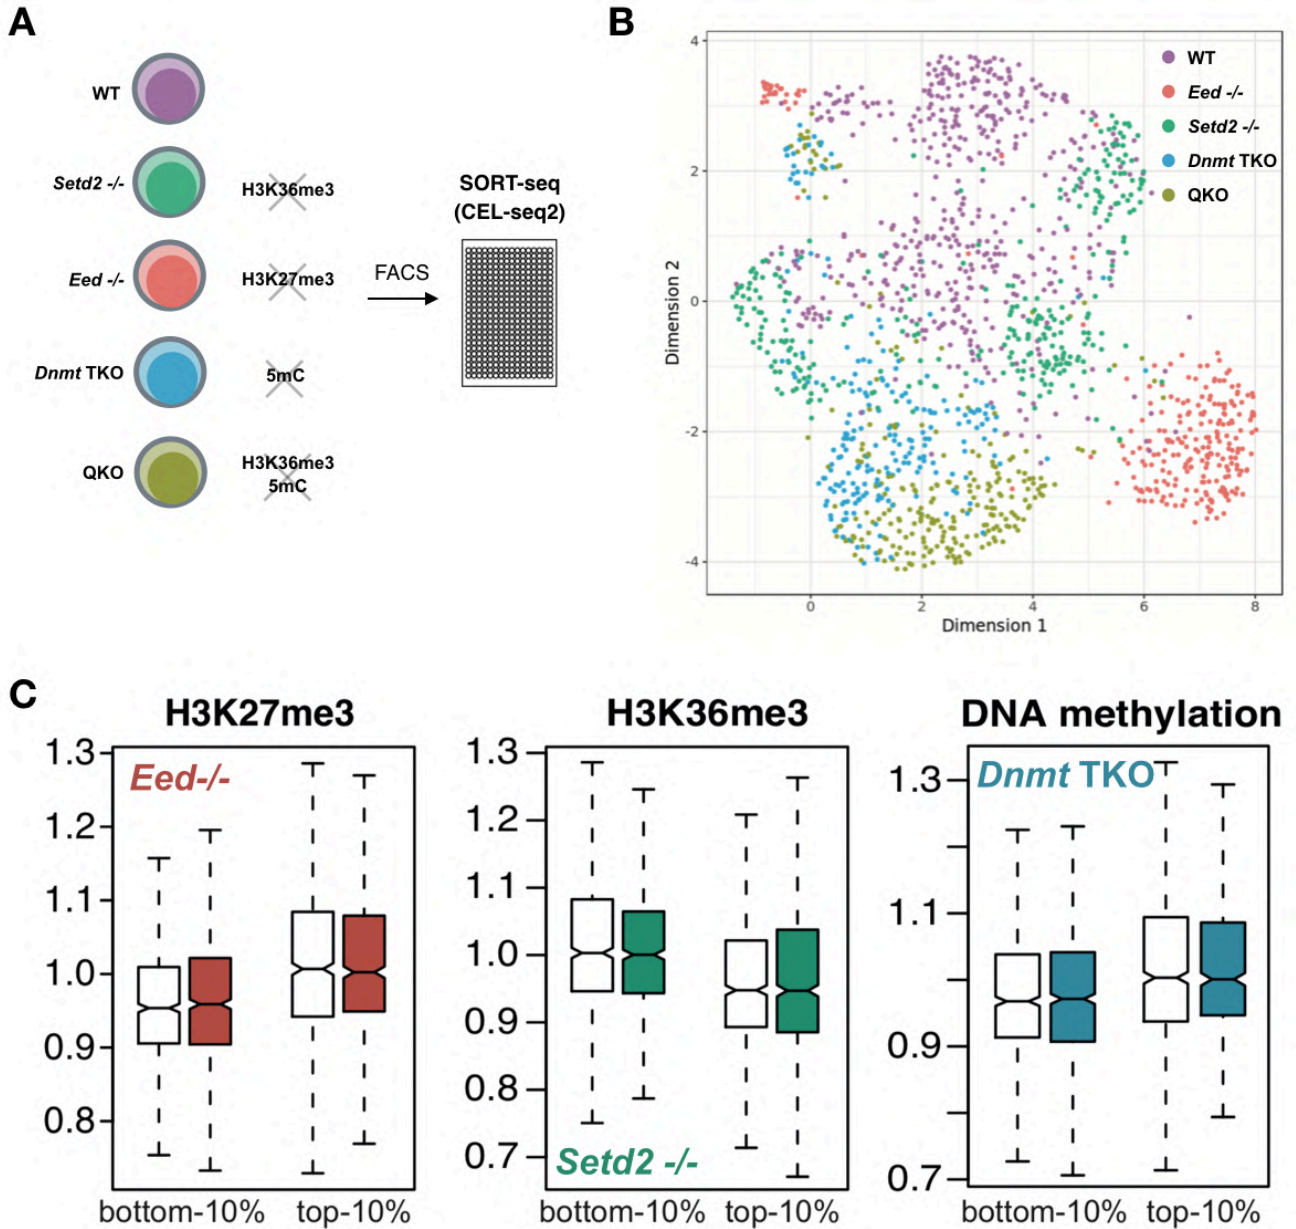 A
WT
Setd2 -/-
H3K36me3
Eed -/-
H3K27me3
Dnmt TKO
5mC
QKO
H3K36me3
5mC
FACS
SORT-seq
(CEL-seq2)
B
4
2
0
-2
-4
Dimension 2
0
2
4
6
8
Dimension 1
WT
Eed -/-
Setd2 -/-
Dnmt TKO
QKO
C
H3K27me3
Eed-/-
1.3
1.2
1.1
1.0
0.9
0.8
bottom-10%
top-10%
H3K36me3
1.3
1.2
1.1
1.0
0.9
0.8
0.7
Setd2 -/-
bottom-10%
top-10%
DNA methylation
Dnmt TKO
1.3
1.1
0.9
0.7
bottom-10%
top-10%